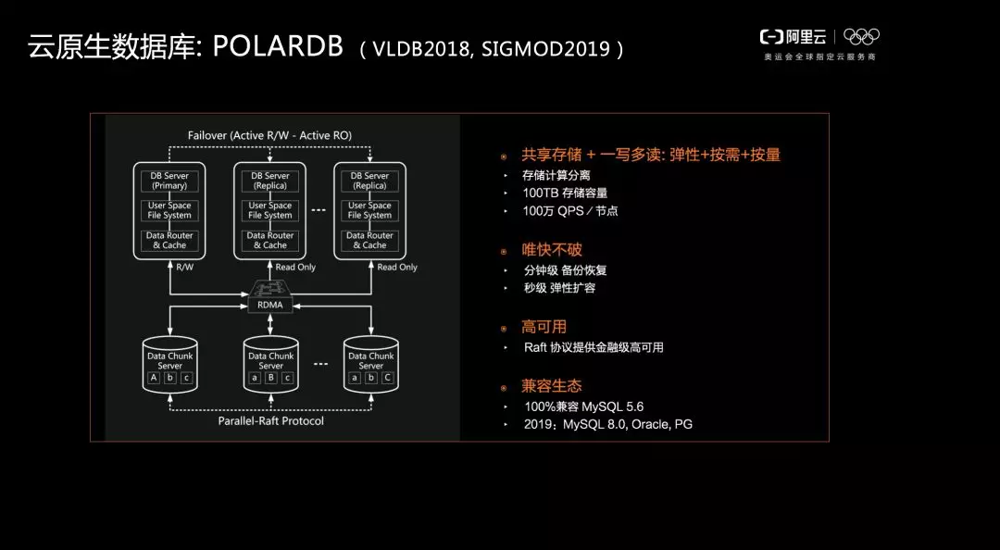 云原生数据库: POLARDB （VLDB2018, SIGMOD2019）
阿里云
奥运会全球指定云服务商
Failover (Active R/W - Active RO)
DB Server
(Primary)
User Space
File System
Data Router
& Cache
DB Server
(Replica)
User Space
File System
Data Router
& Cache
DB Server
(Replica)
User Space
File System
Data Router
& Cache
R/W
Read Only
Read Only
RDMA
Data Chunk
Server
A b c
Data Chunk
Server
a B c
Data Chunk
Server
a b C
Parallel-Raft Protocol
共享存储 + 一写多读: 弹性+按需+按量
存储计算分离
100TB 存储容量
100万 QPS／节点
唯快不破
分钟级 备份恢复
秒级 弹性扩容
高可用
Raft 协议提供金融级高可用
兼容生态
100%兼容 MySQL 5.6
2019：MySQL 8.0, Oracle, PG